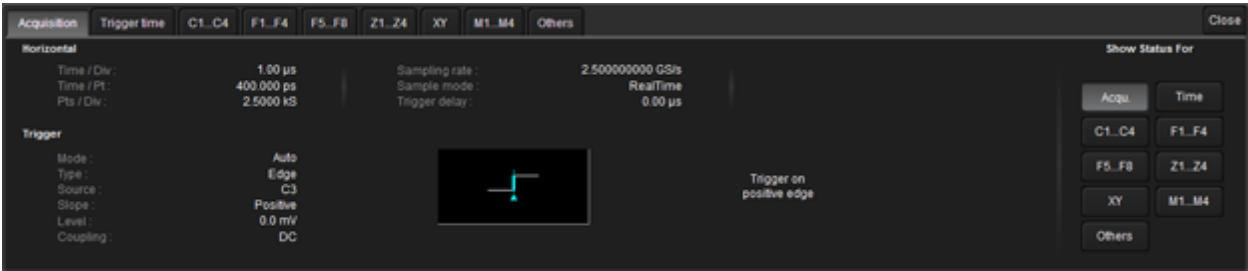 Acquisition Trigger time C1...C4 F1...F4 F5...F8 Z1...Z4 XY M1...M4 Others Close
Horizontal Show Status For
Time / Div : 1.00 µs Sampling rate : 2.500000000 GS/s
Time / Pt : 400.000 ps Sample mode : RealTime
Pts / Div : 2.5000 kS Trigger delay : 0.00 µs
Acqu. Time
C1...C4 F1...F4
Trigger
Mode : Auto
Type : Edge
Source : C3
Slope : Positive
Level : 0.0 mV
Coupling : DC
Trigger on
positive edge
F5...F8 Z1...Z4
XY M1...M4
Others